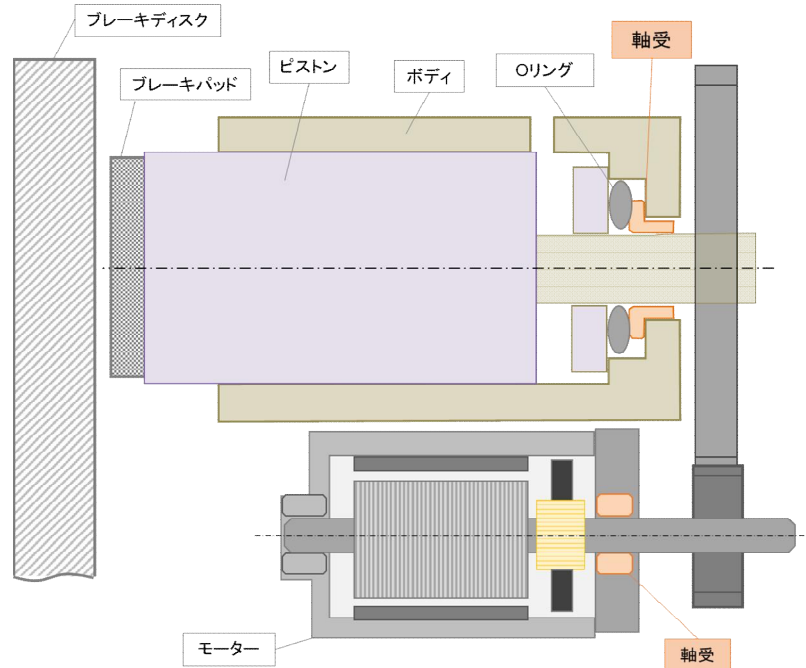 ブレーキディスク
軸受
ピストン
ボディ
Oリング
ブレーキパッド
モーター
軸受